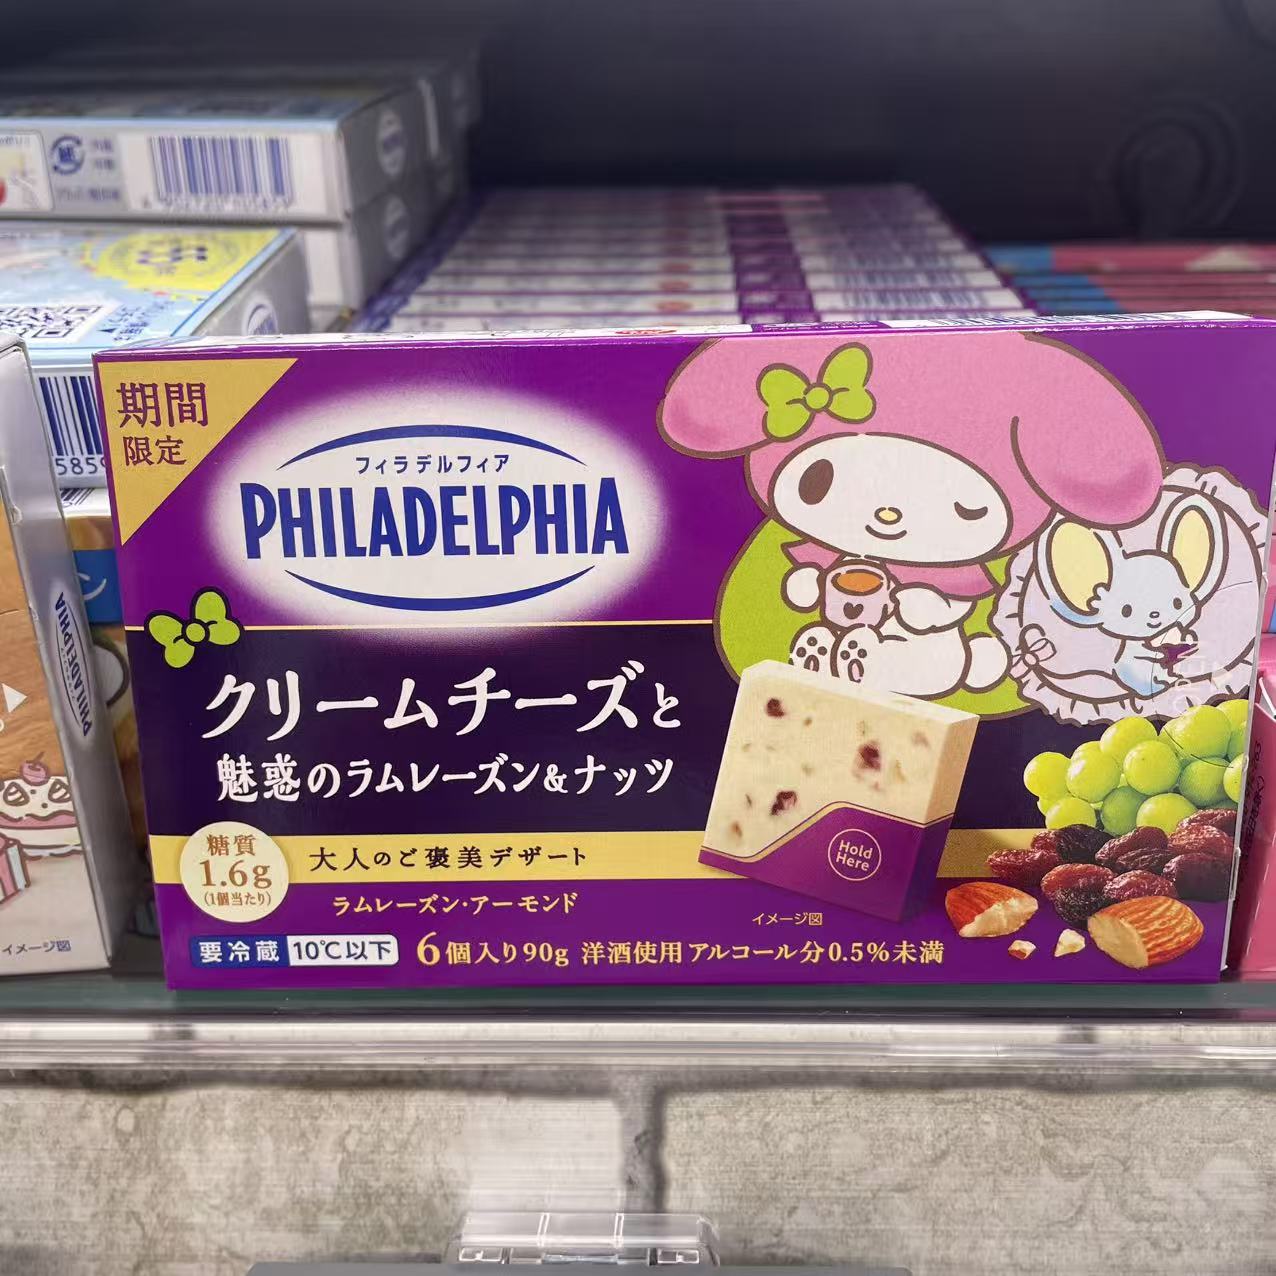 期間
限定
フィラデルフィア
PHILADELPHIA
クリームチーズと
魅惑のラムレーズン&ナッツ
糖質
1.6g
(1個当たり)
大人のご褒美デザート
ラムレーズン・アーモンド
要冷蔵 10℃以下
6個入り90g 洋酒使用 アルコール分0.5%未満
Hold
Here
イメージ図
PHILADELPHIA
イメージ図